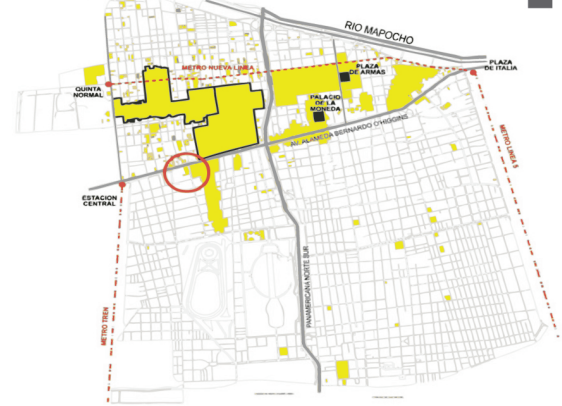 RIO MAPOCHO
METRO NUEVA LINEA
PLAZA
DE ARMAS
PLAZA
DE ITALIA
QUINTA
NORMAL
PALACIO
DE LA
MONEDA
AV. ALAMEDA BERNARDO O'HIGGINS
METRO LINEA 5
ESTACION
CENTRAL
PANAMERICANA NORTE SUR
METRO TREN